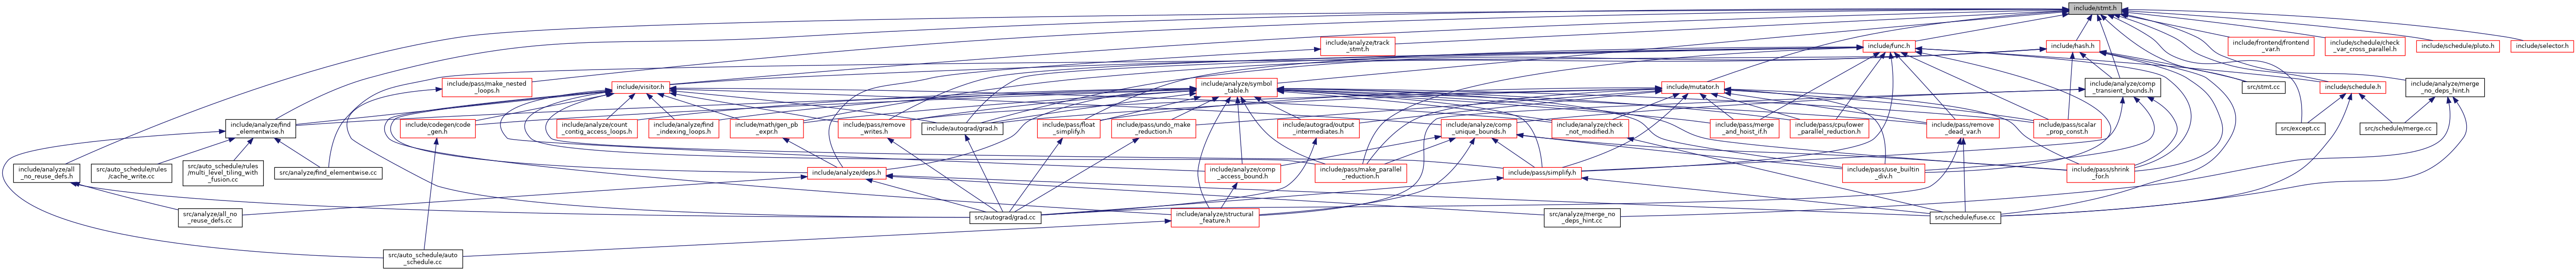 include/stmt.h
include/analyze/track
_stmt.h
include/func.h
include/hash.h
include/frontend/frontend
_var.h
include/schedule/check
_var_cross_parallel.h
include/schedule/pluto.h
include/selector.h
include/pass/make_nested
_loops.h
include/visitor.h
include/analyze/symbol
_table.h
include/mutator.h
include/analyze/comp
_transient_bounds.h
src/stmt.cc
include/schedule.h
include/analyze/merge
_no_deps_hint.h
include/analyze/find
_elementwise.h
include/codegen/code
_gen.h
include/analyze/count
_contig_access_loops.h
include/analyze/find
_indexing_loops.h
include/math/gen_pb
_expr.h
include/pass/remove
_writes.h
include/autograd/grad.h
include/pass/float
_simplify.h
include/pass/undo_make
_reduction.h
include/autograd/output
_intermediates.h
include/analyze/comp
_unique_bounds.h
include/analyze/check
_not_modified.h
include/pass/merge
_and_hoist_if.h
include/pass/cpu/lower
_parallel_reduction.h
include/pass/remove
_dead_var.h
include/pass/scalar
_prop_const.h
src/except.cc
src/schedule/merge.cc
include/analyze/all
_no_reuse_defs.h
src/auto_schedule/rules
/cache_write.cc
src/auto_schedule/rules
/multi_level_tiling_with
_fusion.cc
src/analyze/find_elementwise.cc
include/analyze/deps.h
include/analyze/comp
_access_bound.h
include/pass/make_parallel
_reduction.h
include/pass/simplify.h
include/pass/use_builtin
_div.h
include/pass/shrink
_for.h
src/analyze/all_no
_reuse_defs.cc
src/autograd/grad.cc
include/analyze/structural
_feature.h
src/analyze/merge_no
_deps_hint.cc
src/schedule/fuse.cc
src/auto_schedule/auto
_schedule.cc